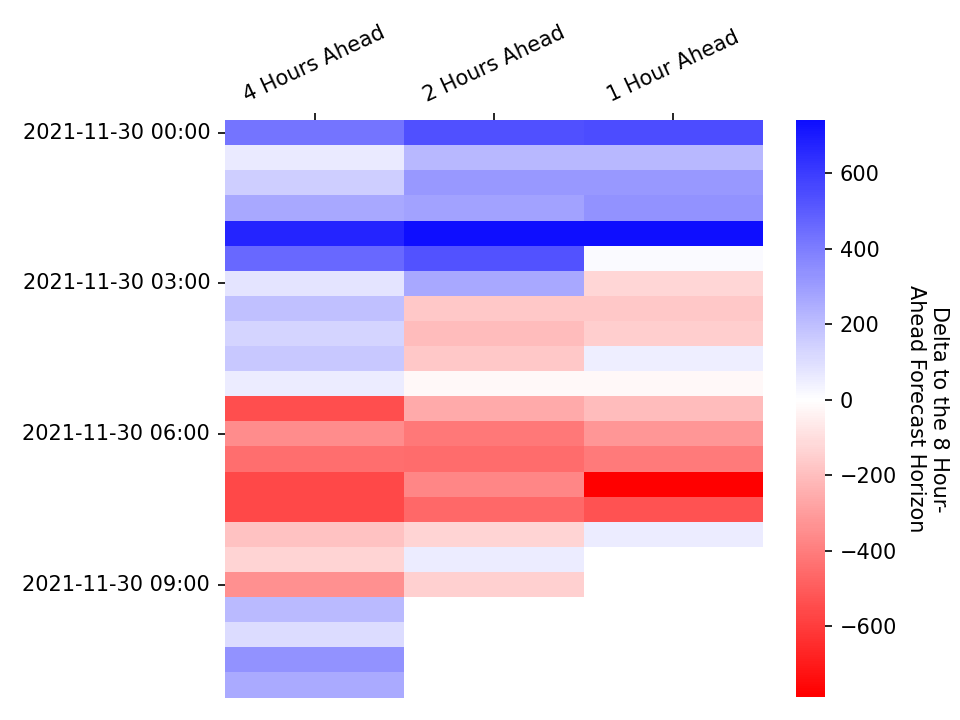 4 Hours Ahead
2 Hours Ahead
1 Hour Ahead
2021-11-30 00:00
2021-11-30 03:00
2021-11-30 06:00
2021-11-30 09:00
600
400
200
0
−200
−400
−600
Delta to the 8 Hour-
Ahead Forecast Horizon